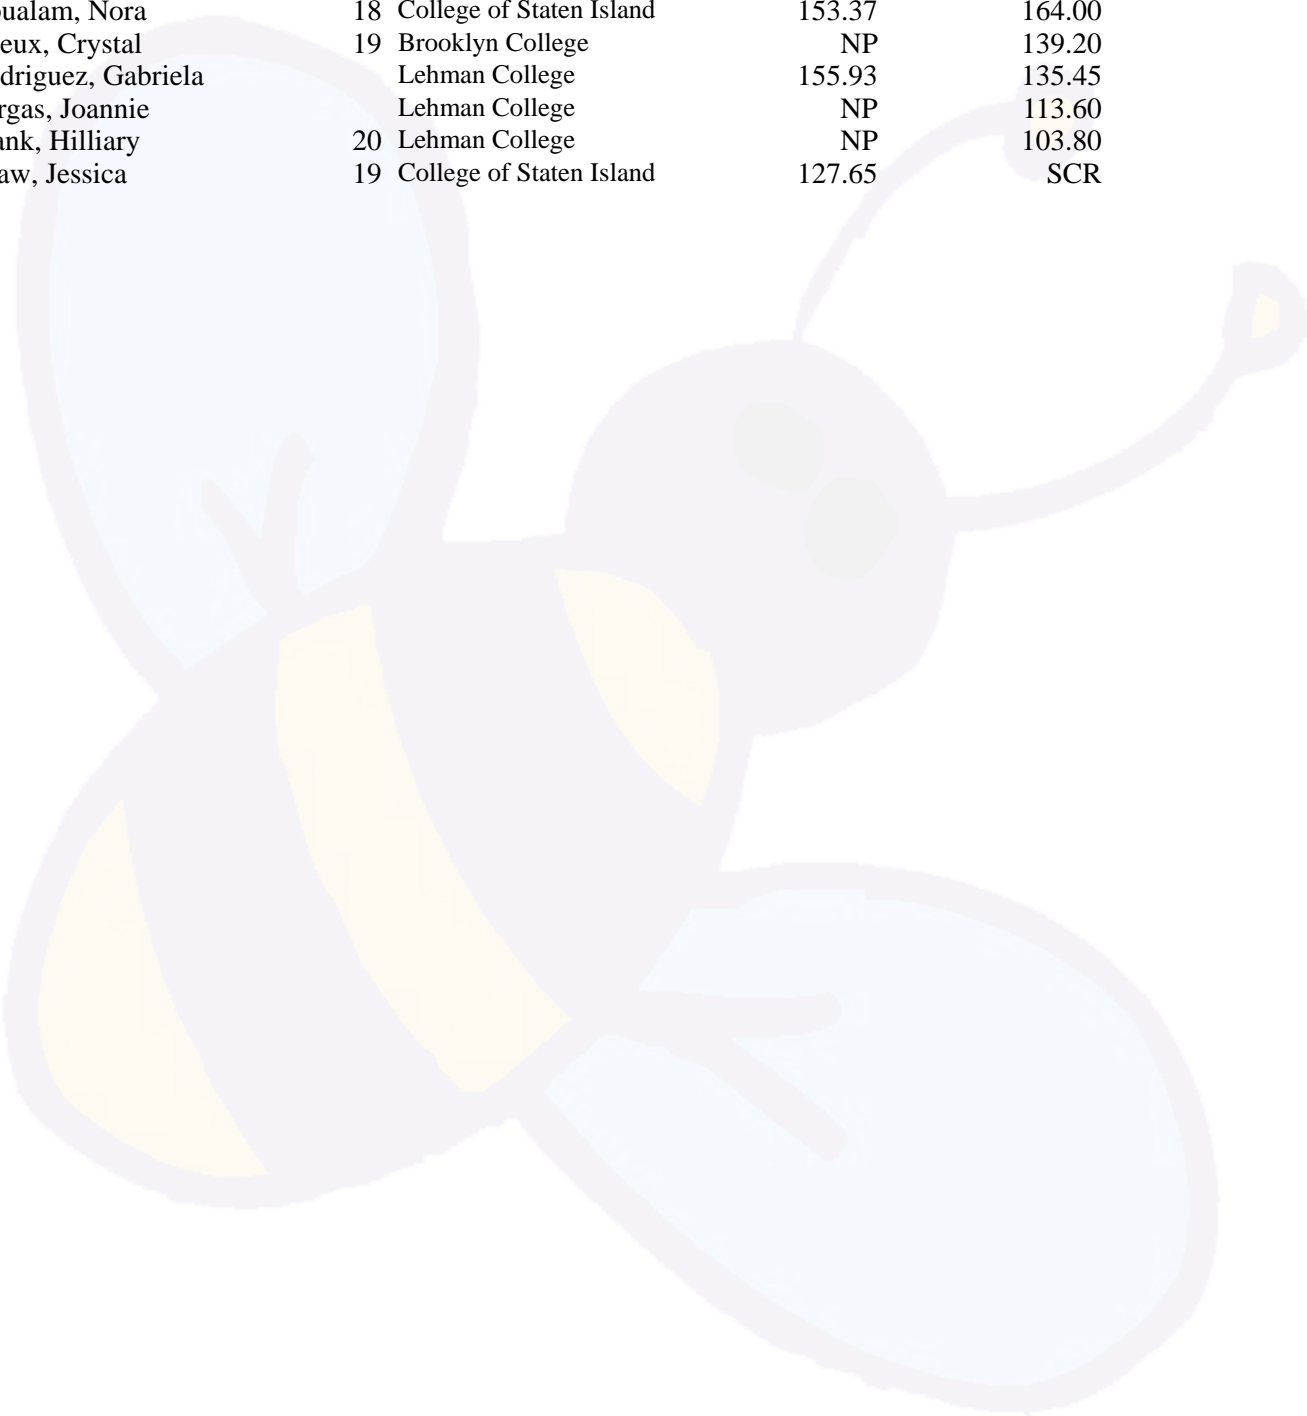 oualam, Nora 18 College of Staten Island 153.37 164.00
eux, Crystal 19 Brooklyn College NP 139.20
driguez, Gabriela Lehman College 155.93 135.45
rgas, Joannie Lehman College NP 113.60
ank, Hilliary 20 Lehman College NP 103.80
aw, Jessica 19 College of Staten Island 127.65 SCR